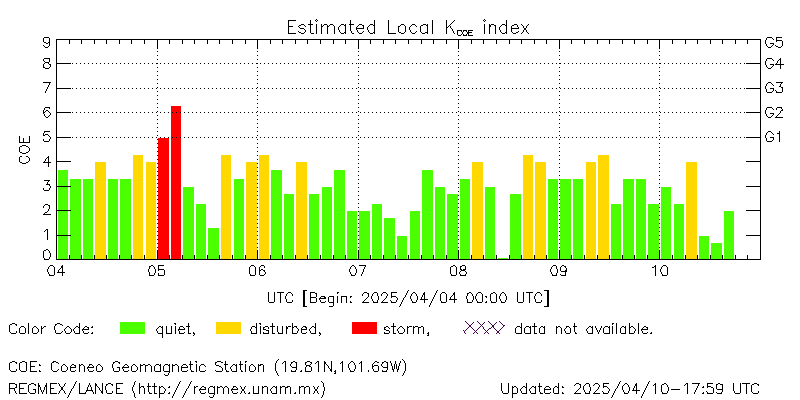 Estimated Local KCOE index
9 G5
8 G4
7 G3
6 G2
5 G1
4
3
2
1
0
COE
04 05 06 07 08 09 10
UTC [Begin: 2025/04/04 00:00 UTC]
Color Code: quiet, disturbed, storm, data not available.
COE: Coeneo Geomagnetic Station (19.81N,101.69W)
REGMEX/LANCE (http://regmex.unam.mx) Updated: 2025/04/10-17:59 UTC